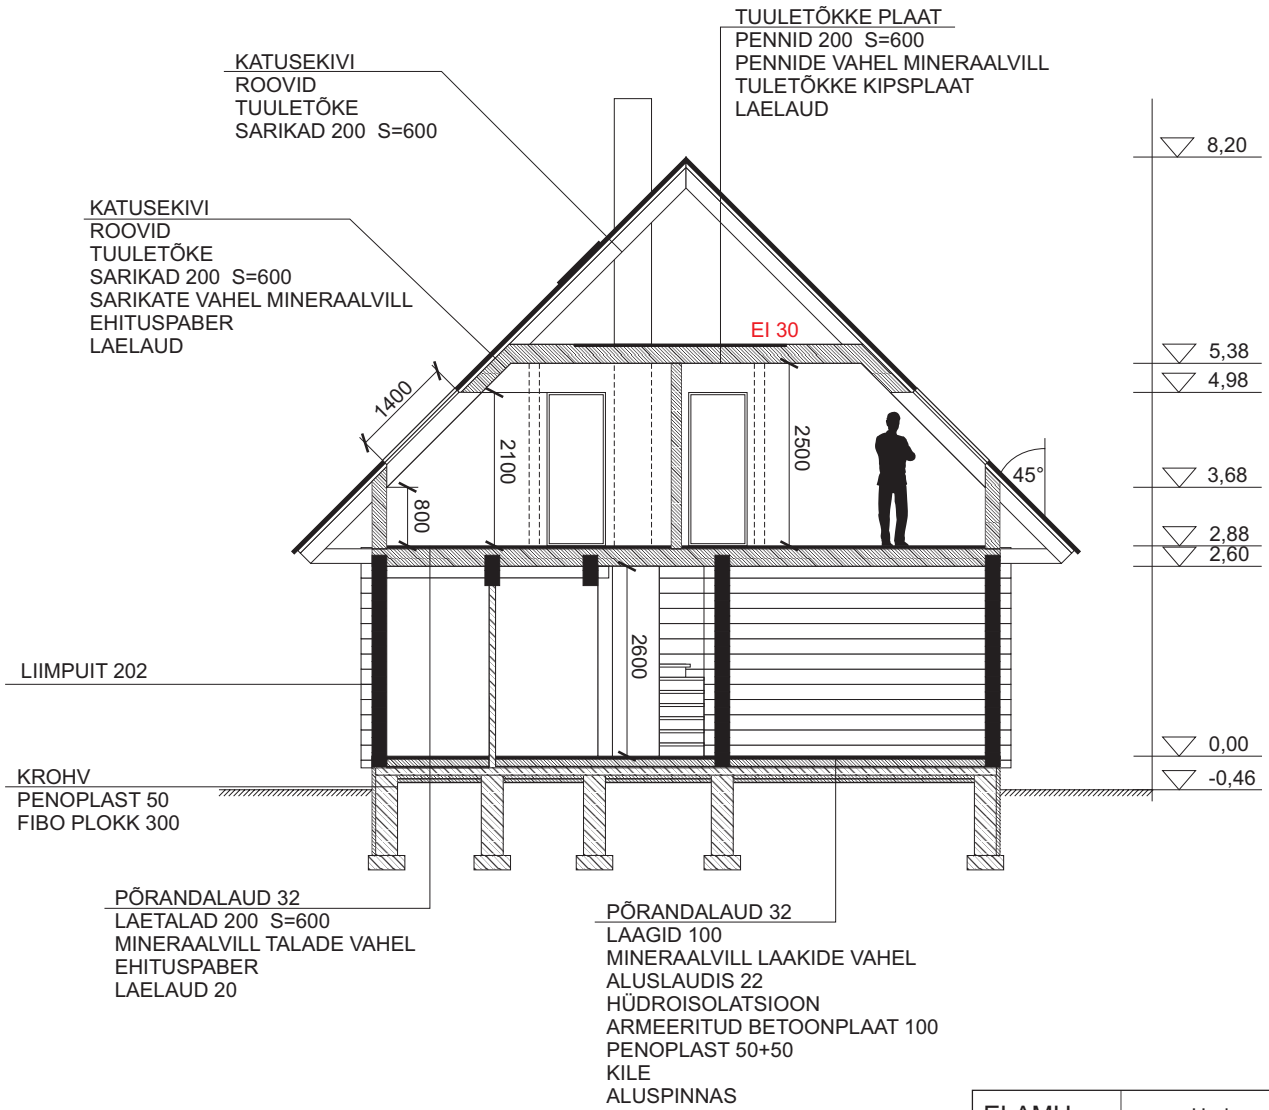 TUULETÕKKE PLAAT
PENNID 200 S=600
PENNIDE VAHEL MINERAALVILL
TULETÕKKE KIPSPLAAT
LAELAUD
KATUSEKIVI
ROOVID
TUULETÕKE
SARIKAD 200 S=600
8,20
KATUSEKIVI
ROOVID
TUULETÕKE
SARIKAD 200 S=600
SARIKATE VAHEL MINERAALVILL
EHITUSPABER
LAELAUD
EI 30
5,38
4,98
1400
2100
2500
45°
3,68
800
2,88
2,60
2600
LIIMPUIT 202
0,00
-0,46
KROHV
PENOPLAST 50
FIBO PLOKK 300
PÕRANDALAUD 32
LAETALAD 200 S=600
MINERAALVILL TALADE VAHEL
EHITUSPABER
LAELAUD 20
PÕRANDALAUD 32
LAAGID 100
MINERAALVILL LAAKIDE VAHEL
ALUSLAUDIS 22
HÜDROISOLATSIOON
ARMEERITUD BETOONPLAAT 100
PENOPLAST 50+50
KILE
ALUSPINNAS
ELAMU